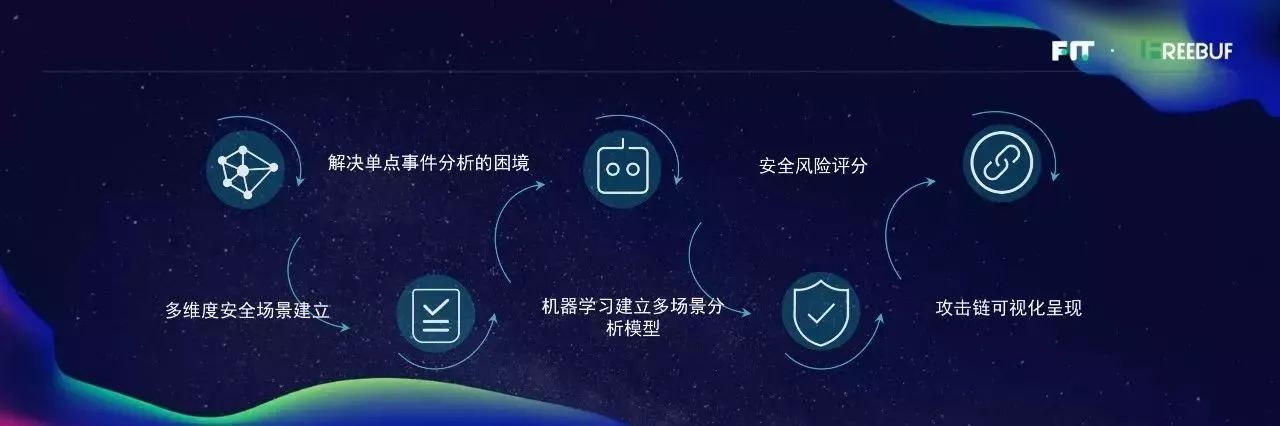 FIT · FREEBUF
解决单点事件分析的困境
安全风险评分
多维度安全场景建立
机器学习建立多场景分
析模型
攻击链可视化呈现